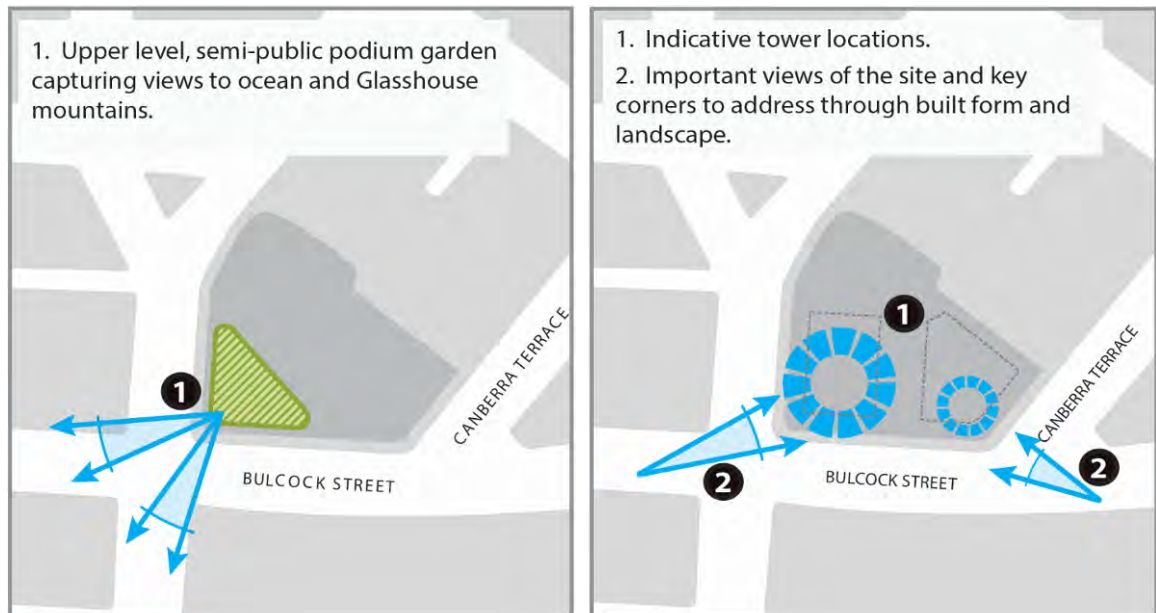 1. Upper level, semi-public podium garden
capturing views to ocean and Glasshouse
mountains.
1
CANBERRA TERRACE
BULCOCK STREET
1. Indicative tower locations.
2. Important views of the site and key
corners to address through built form and
landscape.
1
CANBERRA TERRACE
2
BULCOCK STREET
2